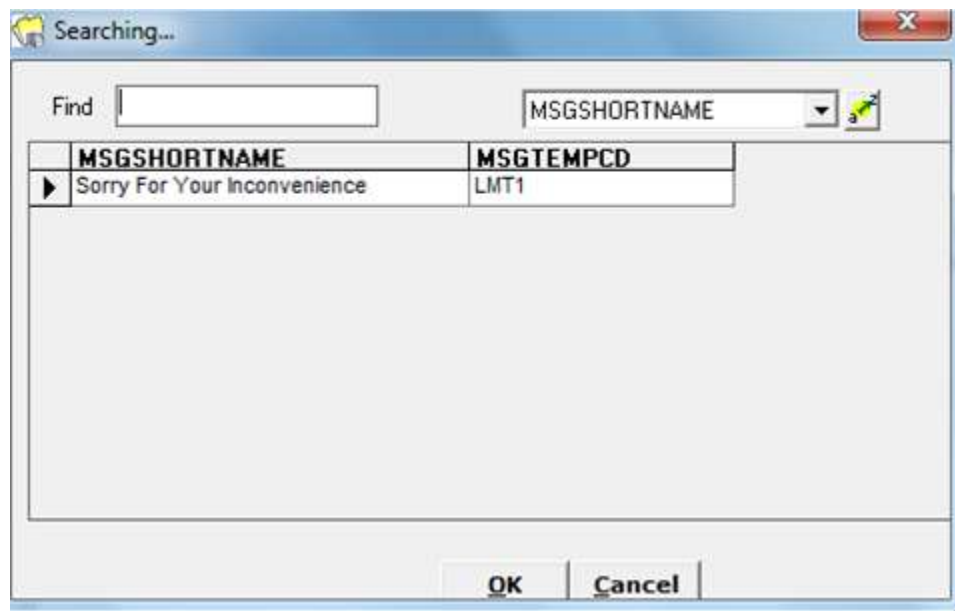 Searching...
Find MSGSHORTNAME
MSGSHORTNAME MSGTEMPCD
Sorry For Your Inconvenience LMT1
OK Cancel